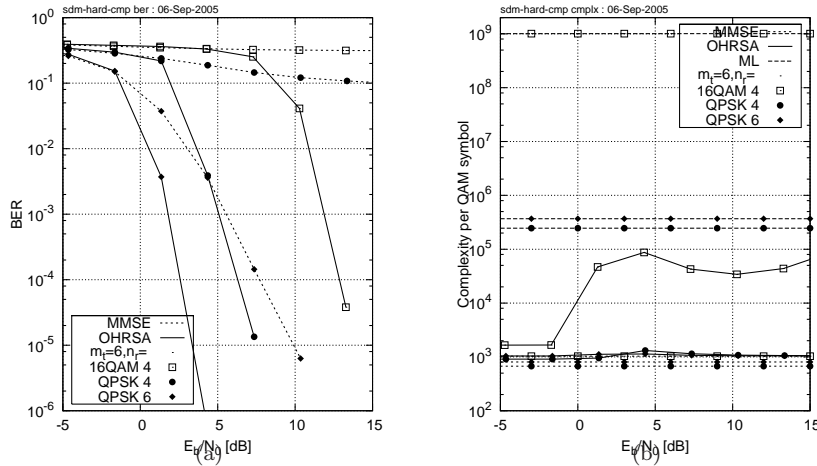 sdm-hard-cmp ber : 06-Sep-2005
10^0
10^-1
10^-2
10^-3
10^-4
10^-5
10^-6
BER
MMSE
OHRSA
m_t=6,n_r=
16QAM 4
QPSK 4
QPSK 6
-5 0 5 10 15
E_b/N_0 [dB]
(a)
sdm-hard-cmp cmplx : 06-Sep-2005
10^9
10^8
10^7
10^6
10^5
10^4
10^3
10^2
Complexity per QAM symbol
MMSE
OHRSA
ML
m_t=6,n_r=
16QAM 4
QPSK 4
QPSK 6
-5 0 5 10 15
E_b/N_0 [dB]
(b)